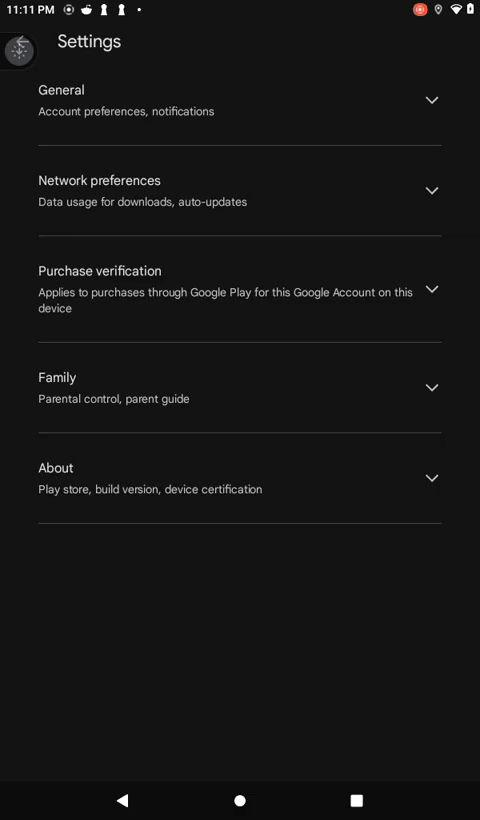 11:11 PM
Settings
General
Account preferences, notifications
Network preferences
Data usage for downloads, auto-updates
Purchase verification
Applies to purchases through Google Play for this Google Account on this
device
Family
Parental control, parent guide
About
Play store, build version, device certification